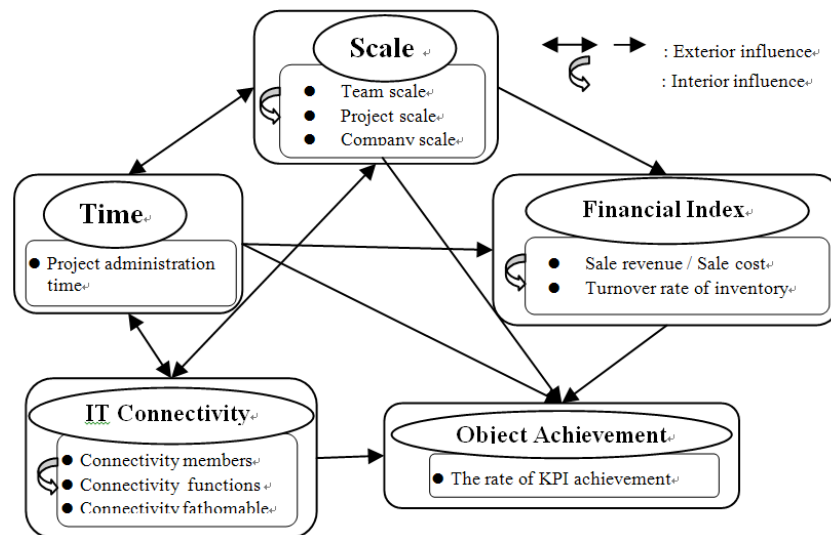 Scale
Team scale
Project scale
Company scale
: Exterior influence
: Interior influence
Time
Project administration
time
Financial Index
Sale revenue / Sale cost
Turnover rate of inventory
IT Connectivity
Connectivity members
Connectivity functions
Connectivity fathomable
Object Achievement
The rate of KPI achievement